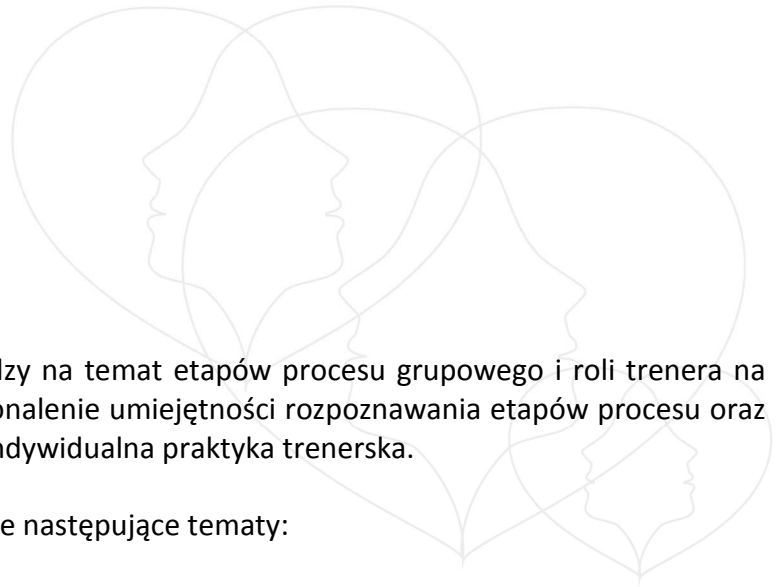 dzy na temat etapów procesu grupowego i roli trenera na
onalenie umiejętności rozpoznawania etapów procesu oraz
ndywidualna praktyka trenerska.
e następujące tematy: